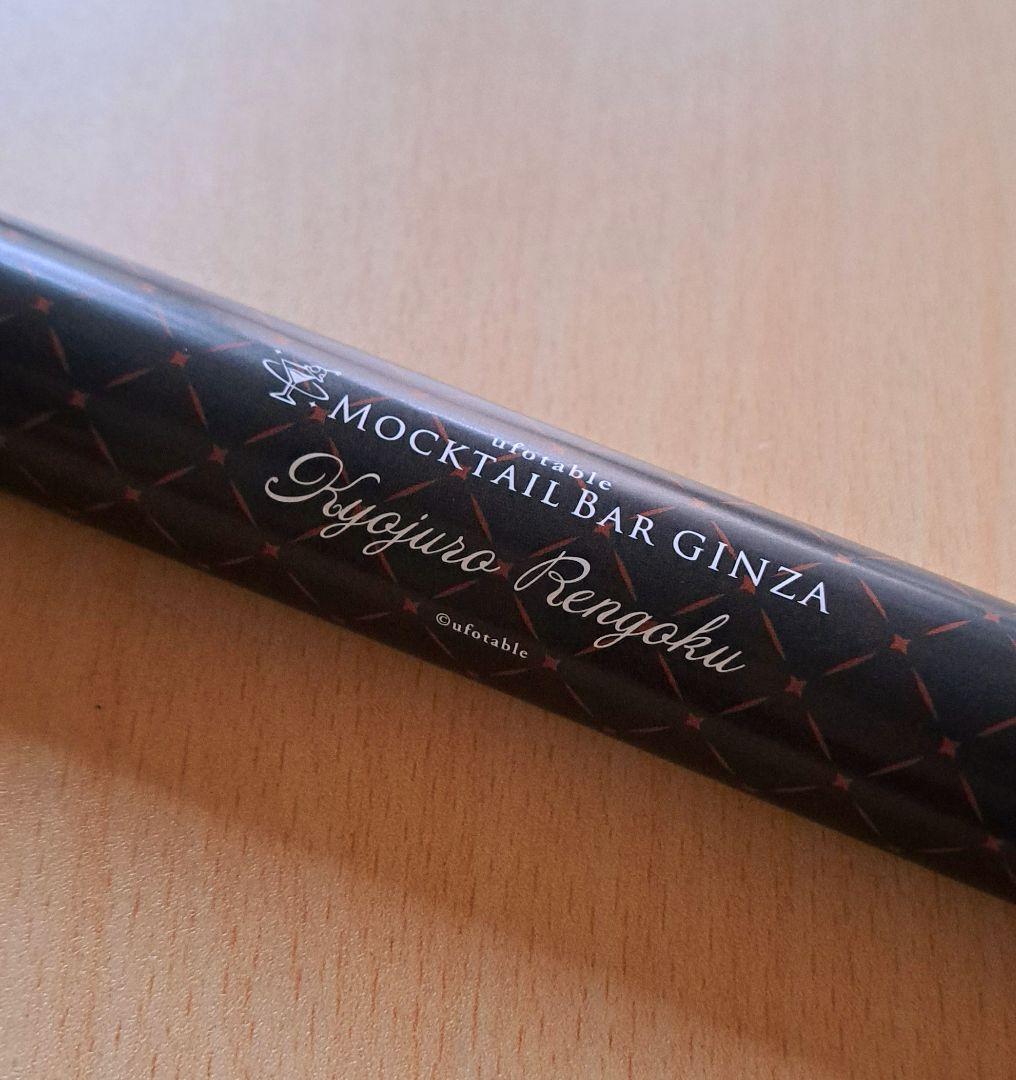 ufotable
MOCKTAIL BAR GINZA
Kyojuro Rengoku
©ufotable